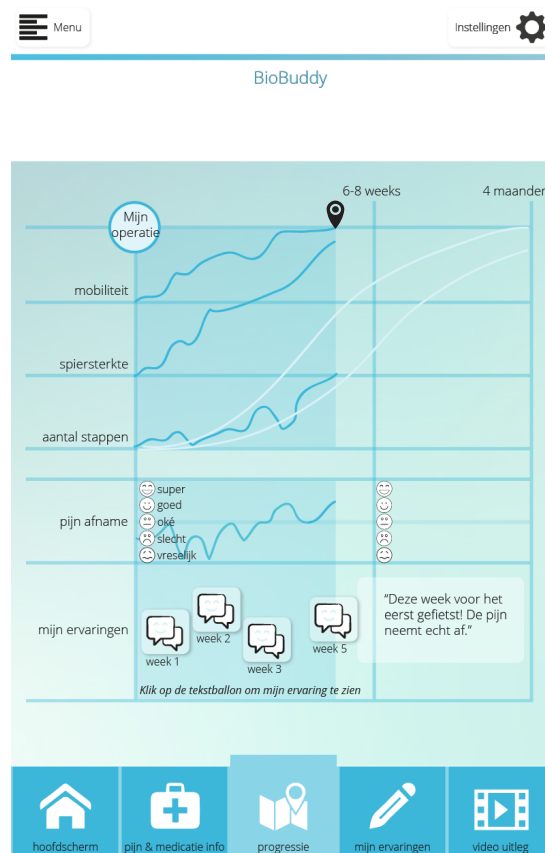 Menu
Instellingen
BioBuddy
6-8 weeks
4 maanden
Mijn
operatie
mobiliteit
spiersterkte
aantal stappen
super
goed
pijn afname
oké
slecht
vreselijk
"Deze week voor het
eerst gefietst! De pijn
neemt echt af."
mijn ervaringen
week 1
week 2
week 3
week 5
Klik op de tekstballon om mijn ervaring te zien
hoofdscherm
pijn & medicatie info
progressie
mijn ervaringen
video uitleg